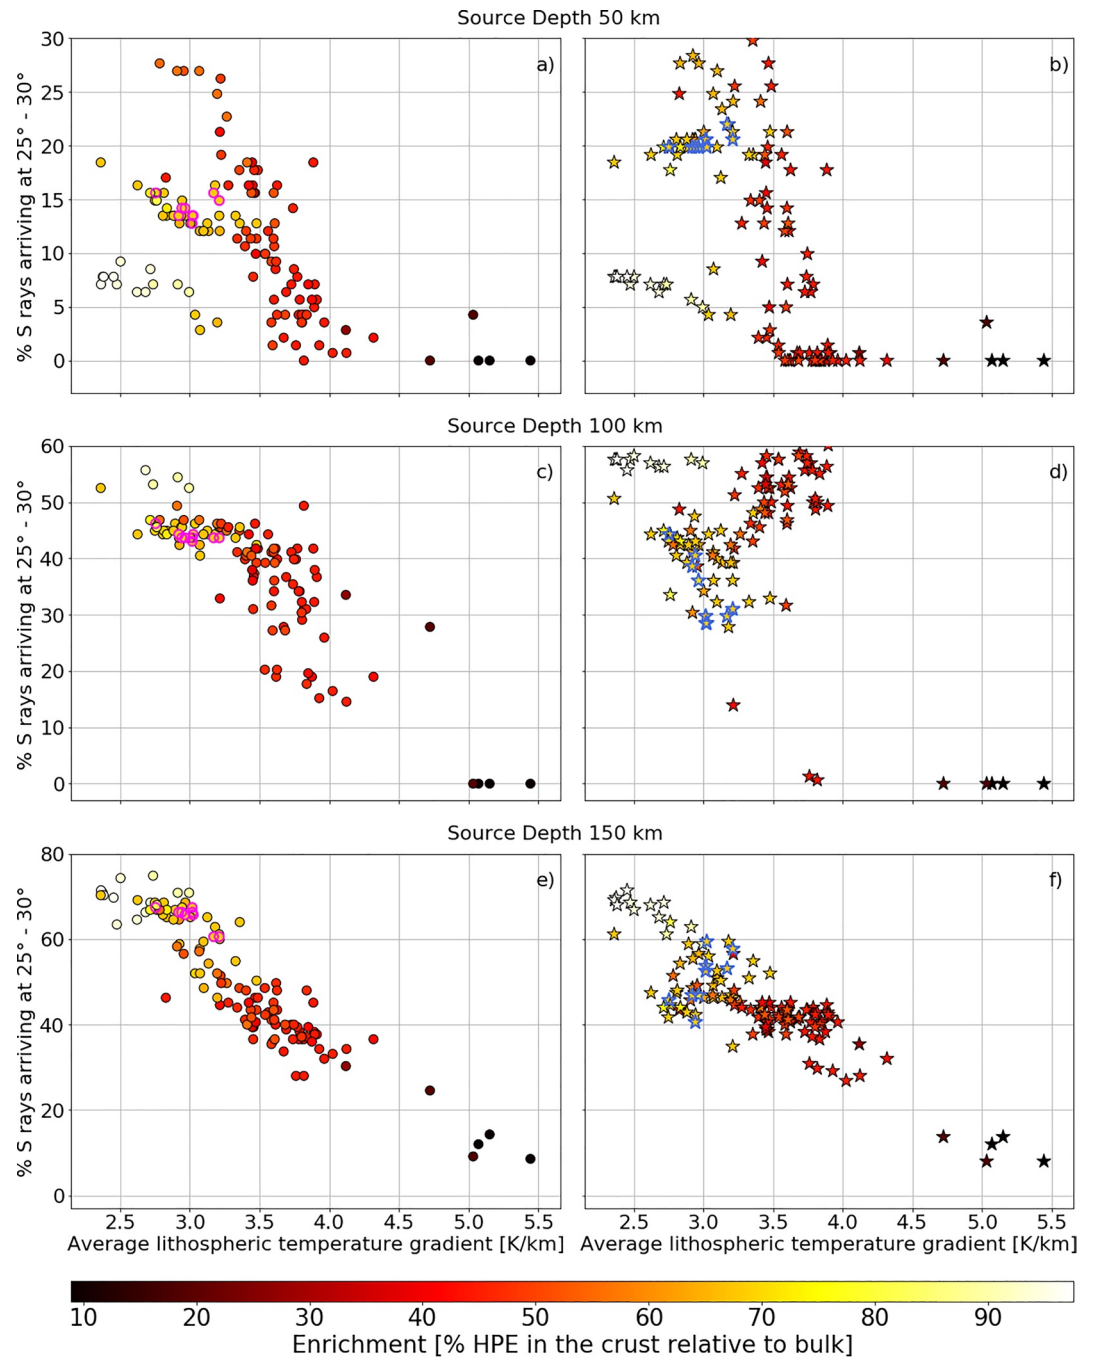 Source Depth 50 km
30
25
20
15
10
5
0
% S rays arriving at 25° - 30°
a)
b)
Source Depth 100 km
60
50
40
30
20
10
0
% S rays arriving at 25° - 30°
c)
d)
Source Depth 150 km
80
60
40
20
0
% S rays arriving at 25° - 30°
e)
f)
2.5 3.0 3.5 4.0 4.5 5.0 5.5
2.5 3.0 3.5 4.0 4.5 5.0 5.5
Average lithospheric temperature gradient [K/km]
Average lithospheric temperature gradient [K/km]
10 20 30 40 50 60 70 80 90
Enrichment [% HPE in the crust relative to bulk]